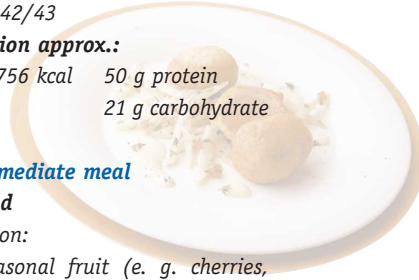 42/43
ion approx.:
756 kcal 50 g protein
21 g carbohydrate
mediate meal
d
on:
asonal fruit (e. g. cherries,